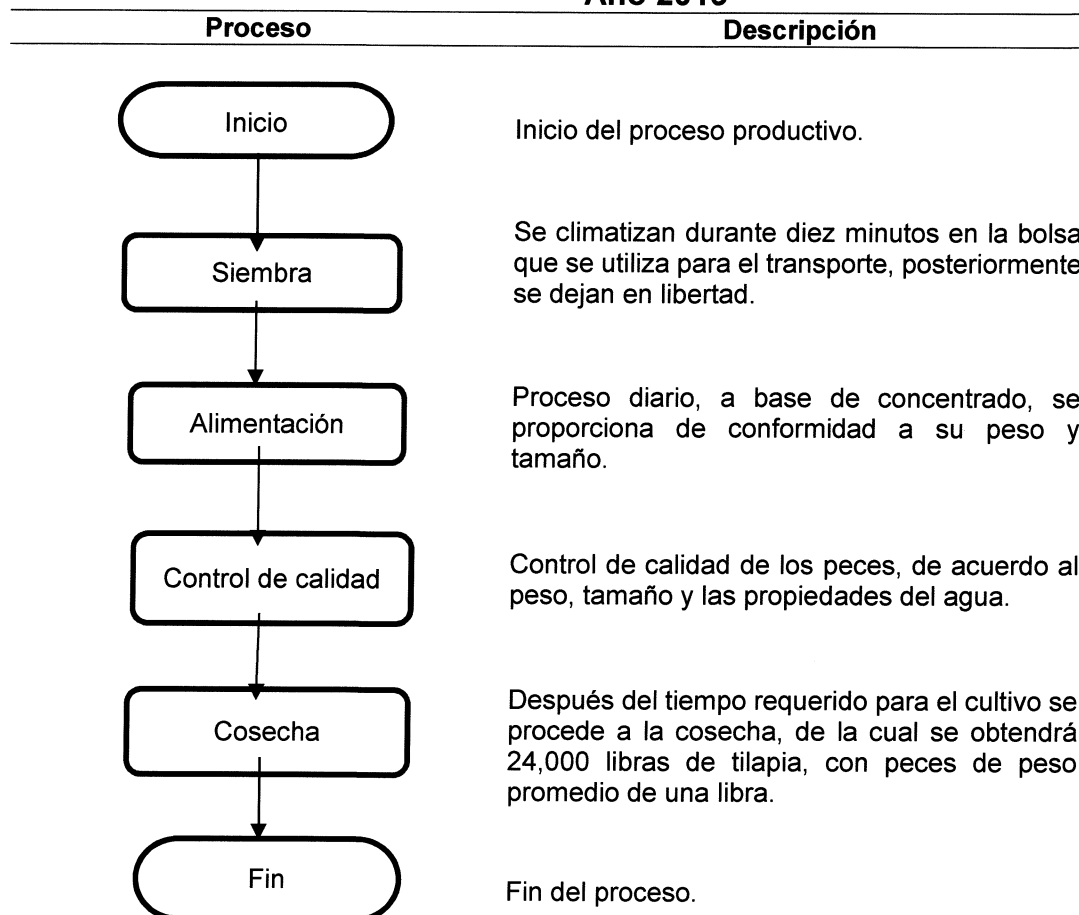 Proceso Descripción
Inicio
Inicio del proceso productivo.
Siembra
Se climatizan durante diez minutos en la bolsa
que se utiliza para el transporte, posteriormente
se dejan en libertad.
Alimentación
Proceso diario, a base de concentrado, se
proporciona de conformidad a su peso y
tamaño.
Control de calidad
Control de calidad de los peces, de acuerdo al
peso, tamaño y las propiedades del agua.
Cosecha
Después del tiempo requerido para el cultivo se
procede a la cosecha, de la cual se obtendrá
24,000 libras de tilapia, con peces de peso
promedio de una libra.
Fin
Fin del proceso.